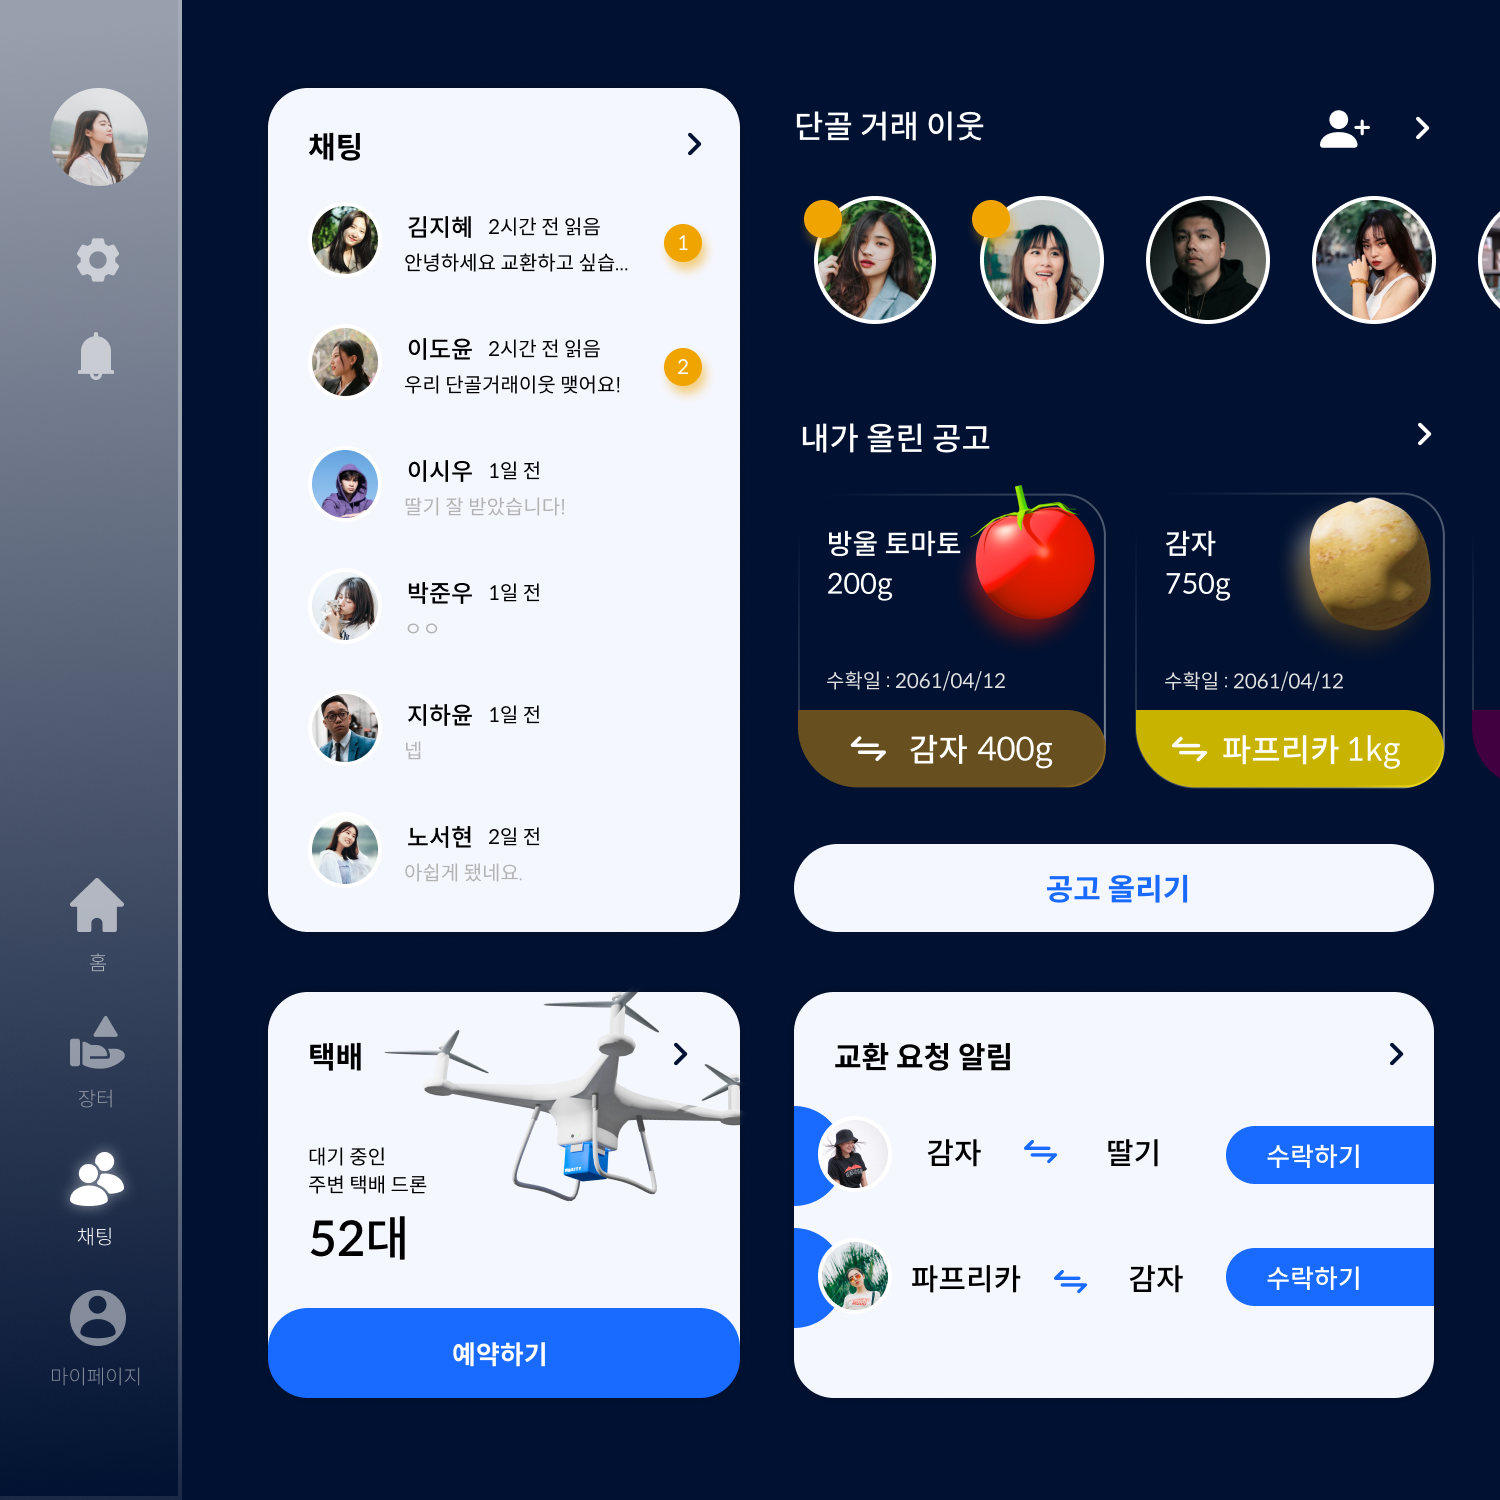 채팅
김지혜 2시간 전 읽음
안녕하세요 교환하고 싶습...
1
이도윤 2시간 전 읽음
우리 단골거래이웃 맺어요!
2
이시우 1일 전
딸기 잘 받았습니다!
박준우 1일 전
ㅇㅇ
지하윤 1일 전
넵
노서현 2일 전
아쉽게 됐네요.
단골 거래 이웃
내가 올린 공고
방울 토마토
200g
수확일 : 2061/04/12
감자 400g
감자
750g
수확일 : 2061/04/12
파프리카 1kg
공고 올리기
홈
장터
채팅
마이페이지
택배
대기 중인
주변 택배 드론
52대
예약하기
교환 요청 알림
감자 딸기 수락하기
파프리카 감자 수락하기